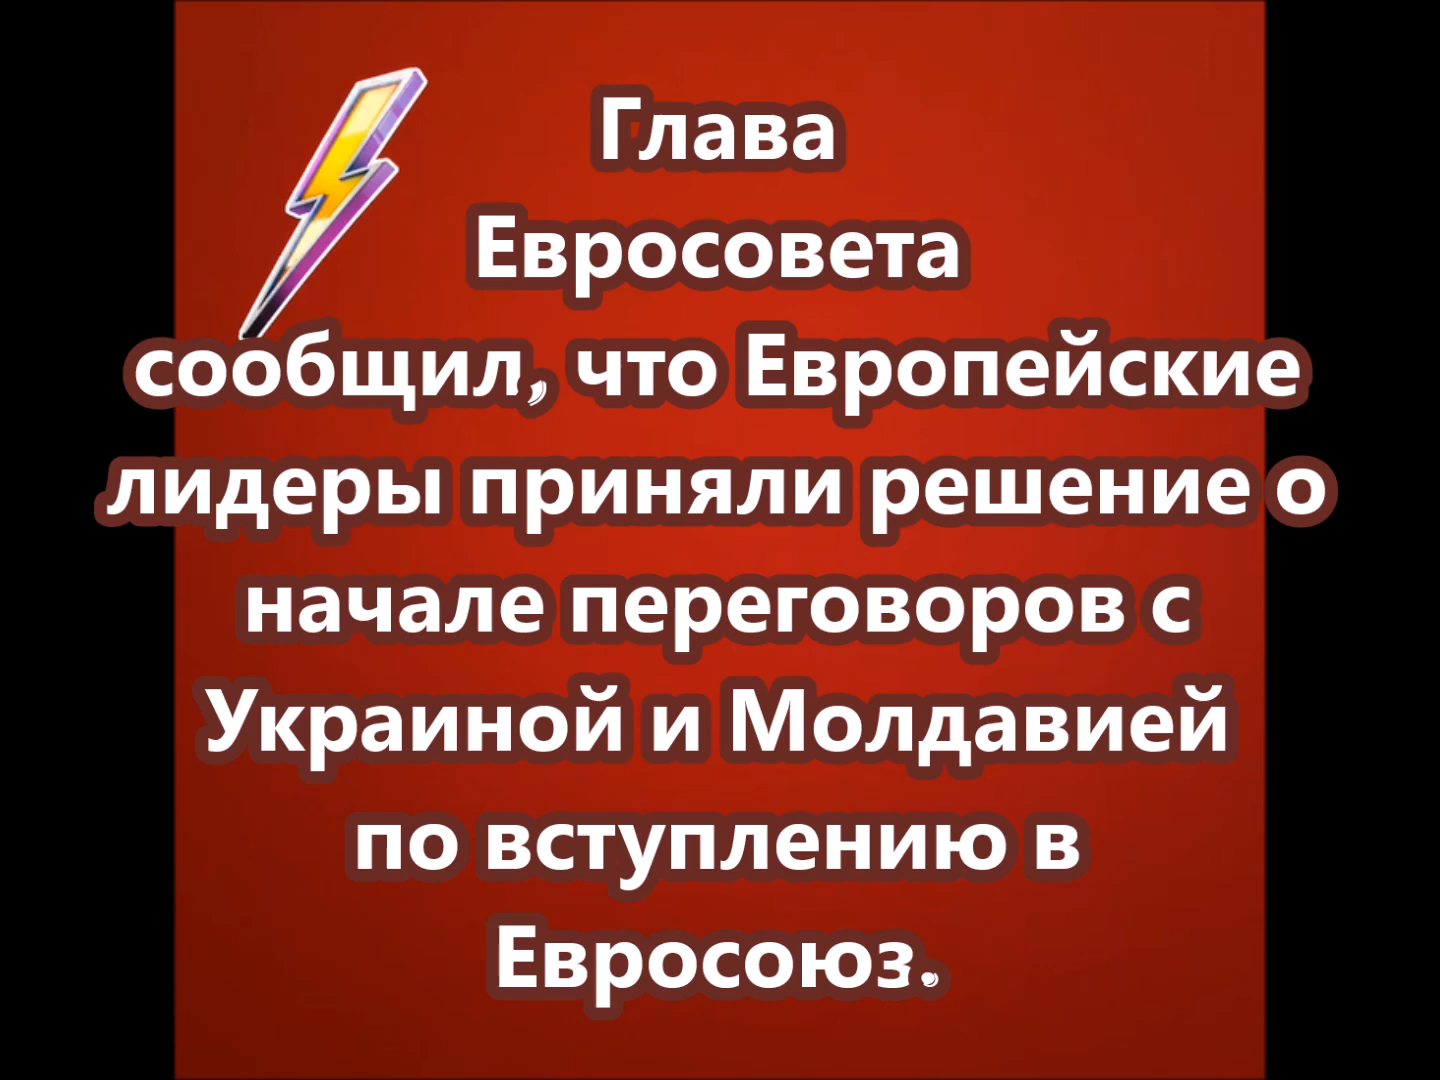 Глава
Евросовета
сообщил, что Европейские
лидеры приняли решение о
начале переговоров с
Украиной и Молдавией
по вступлению в
Евросоюз.